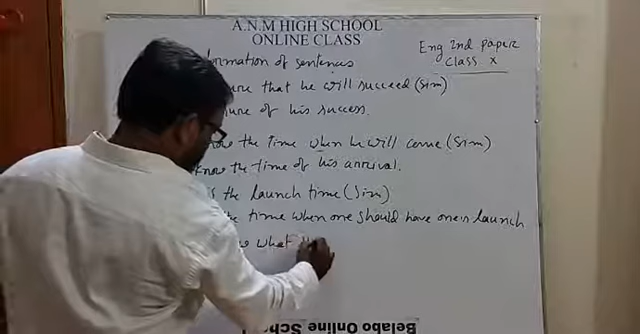 A.N.M HIGH SCHOOL
ONLINE CLASS
Eng 2nd paper
Class X
formation of sentences
that he will succeed (sim)
of his success.
the time when he will come (sim)
know the time of his arrival.
the launch time (sim)
time when one should have one's launch
what
Belabo Online Sch